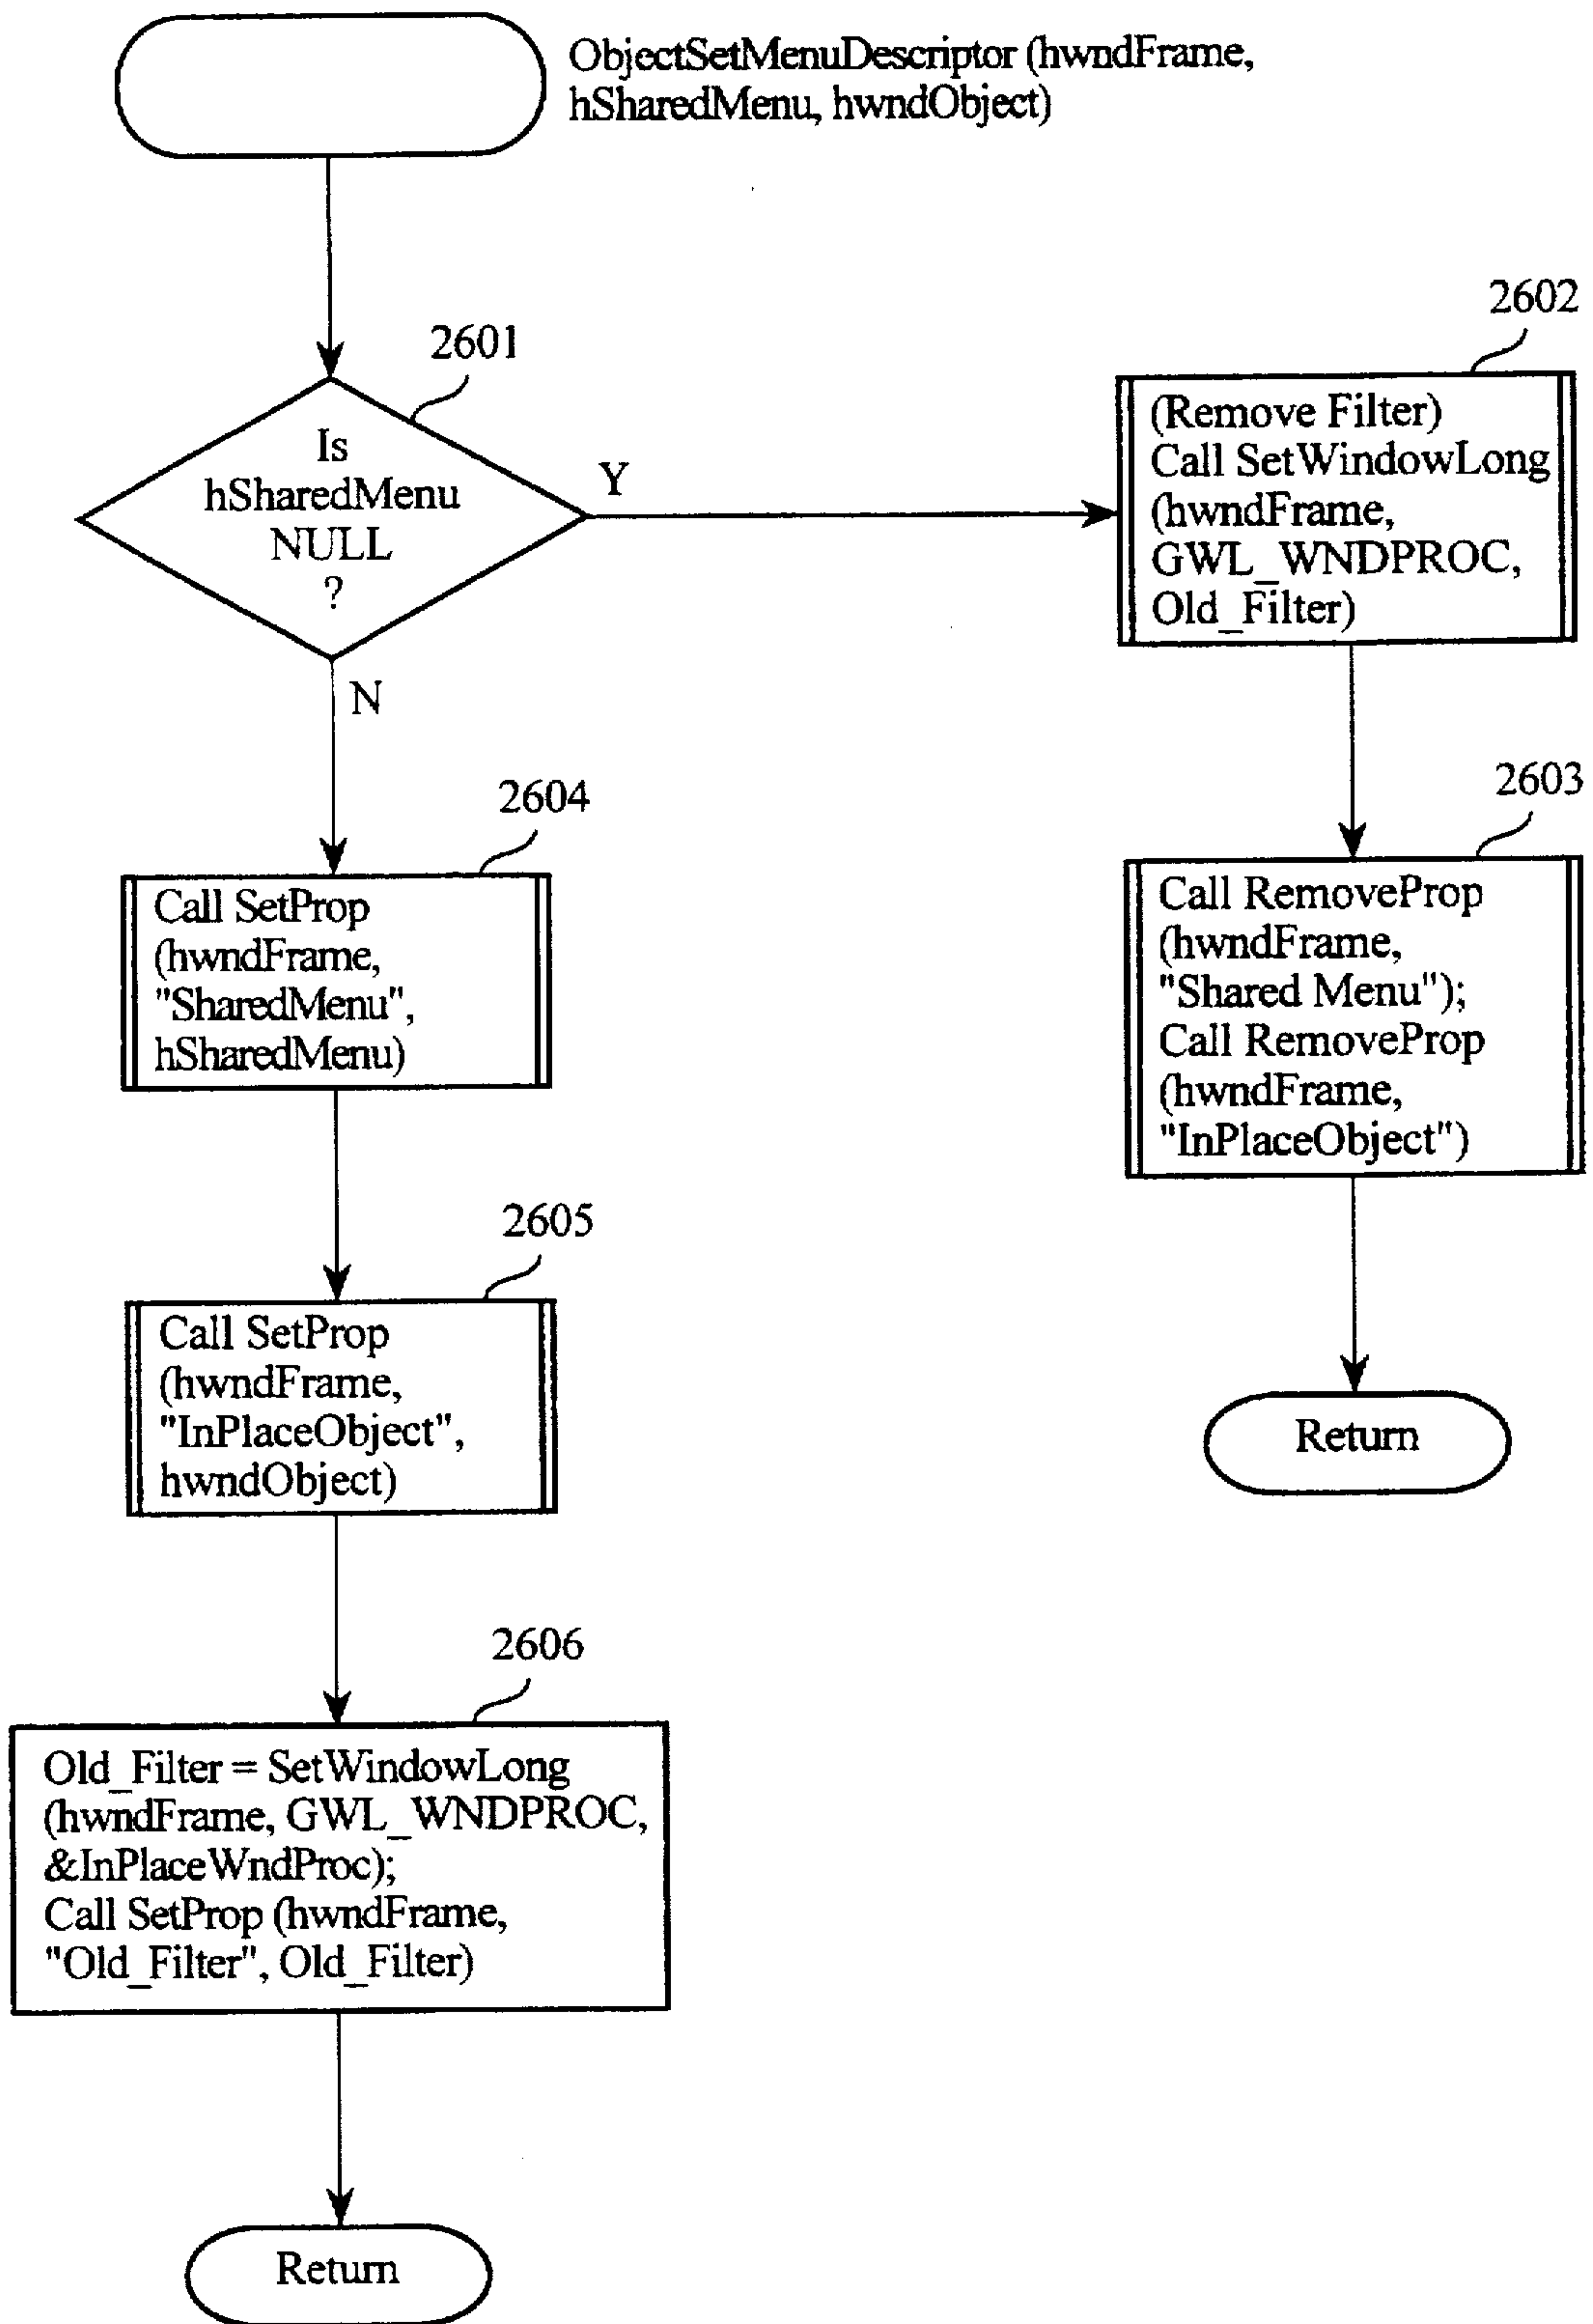 ObjectSetMenuDescriptor (hwndFrame,
hSharedMenu, hwndObject)
2601
Is
hSharedMenu
NULL
?
Y
N
2602
(Remove Filter)
Call SetWindowLong
(hwndFrame,
GWL_WNDPROC,
Old_Filter)
2603
Call RemoveProp
(hwndFrame,
"Shared Menu");
Call RemoveProp
(hwndFrame,
"InPlaceObject")
Return
2604
Call SetProp
(hwndFrame,
"SharedMenu",
hSharedMenu)
2605
Call SetProp
(hwndFrame,
"InPlaceObject",
hwndObject)
2606
Old_Filter = SetWindowLong
(hwndFrame, GWL_WNDPROC,
&InPlaceWndProc);
Call SetProp (hwndFrame,
"Old_Filter", Old_Filter)
Return